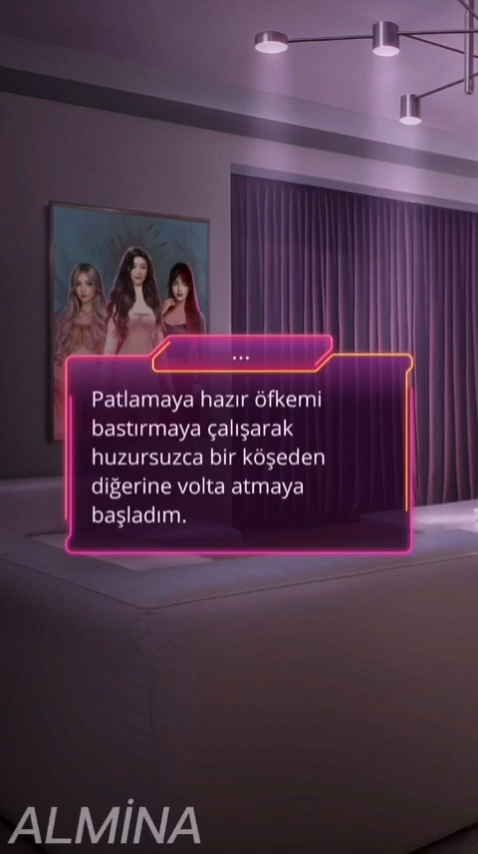 ...
Patlamaya hazır öfkemi
bastırmaya çalışarak
huzursuzca bir köşeden
diğerine volta atmaya
başladım.
ALMİNA